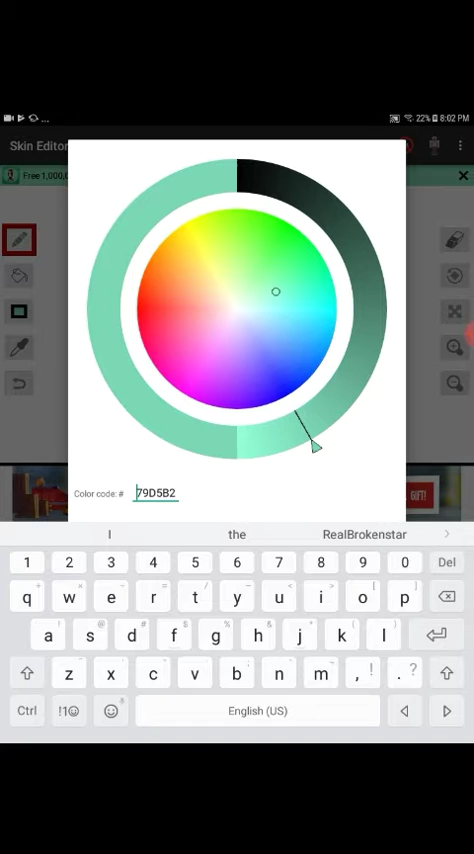 ... 22% 8:02 PM
Skin Editor
Free 1,000,0
Color code: # 79D5B2
GIFT!
I the RealBrokenstar
1 2 3 4 5 6 7 8 9 0 Del
+ × ÷ = / _ < > [ ]
q w e r t y u i o p
! @ # $ % ^ & * ( )
a s d f g h j k l
- ' " : ; , ! ?
z x c v b n m , .
Ctrl !1☺ English (US)